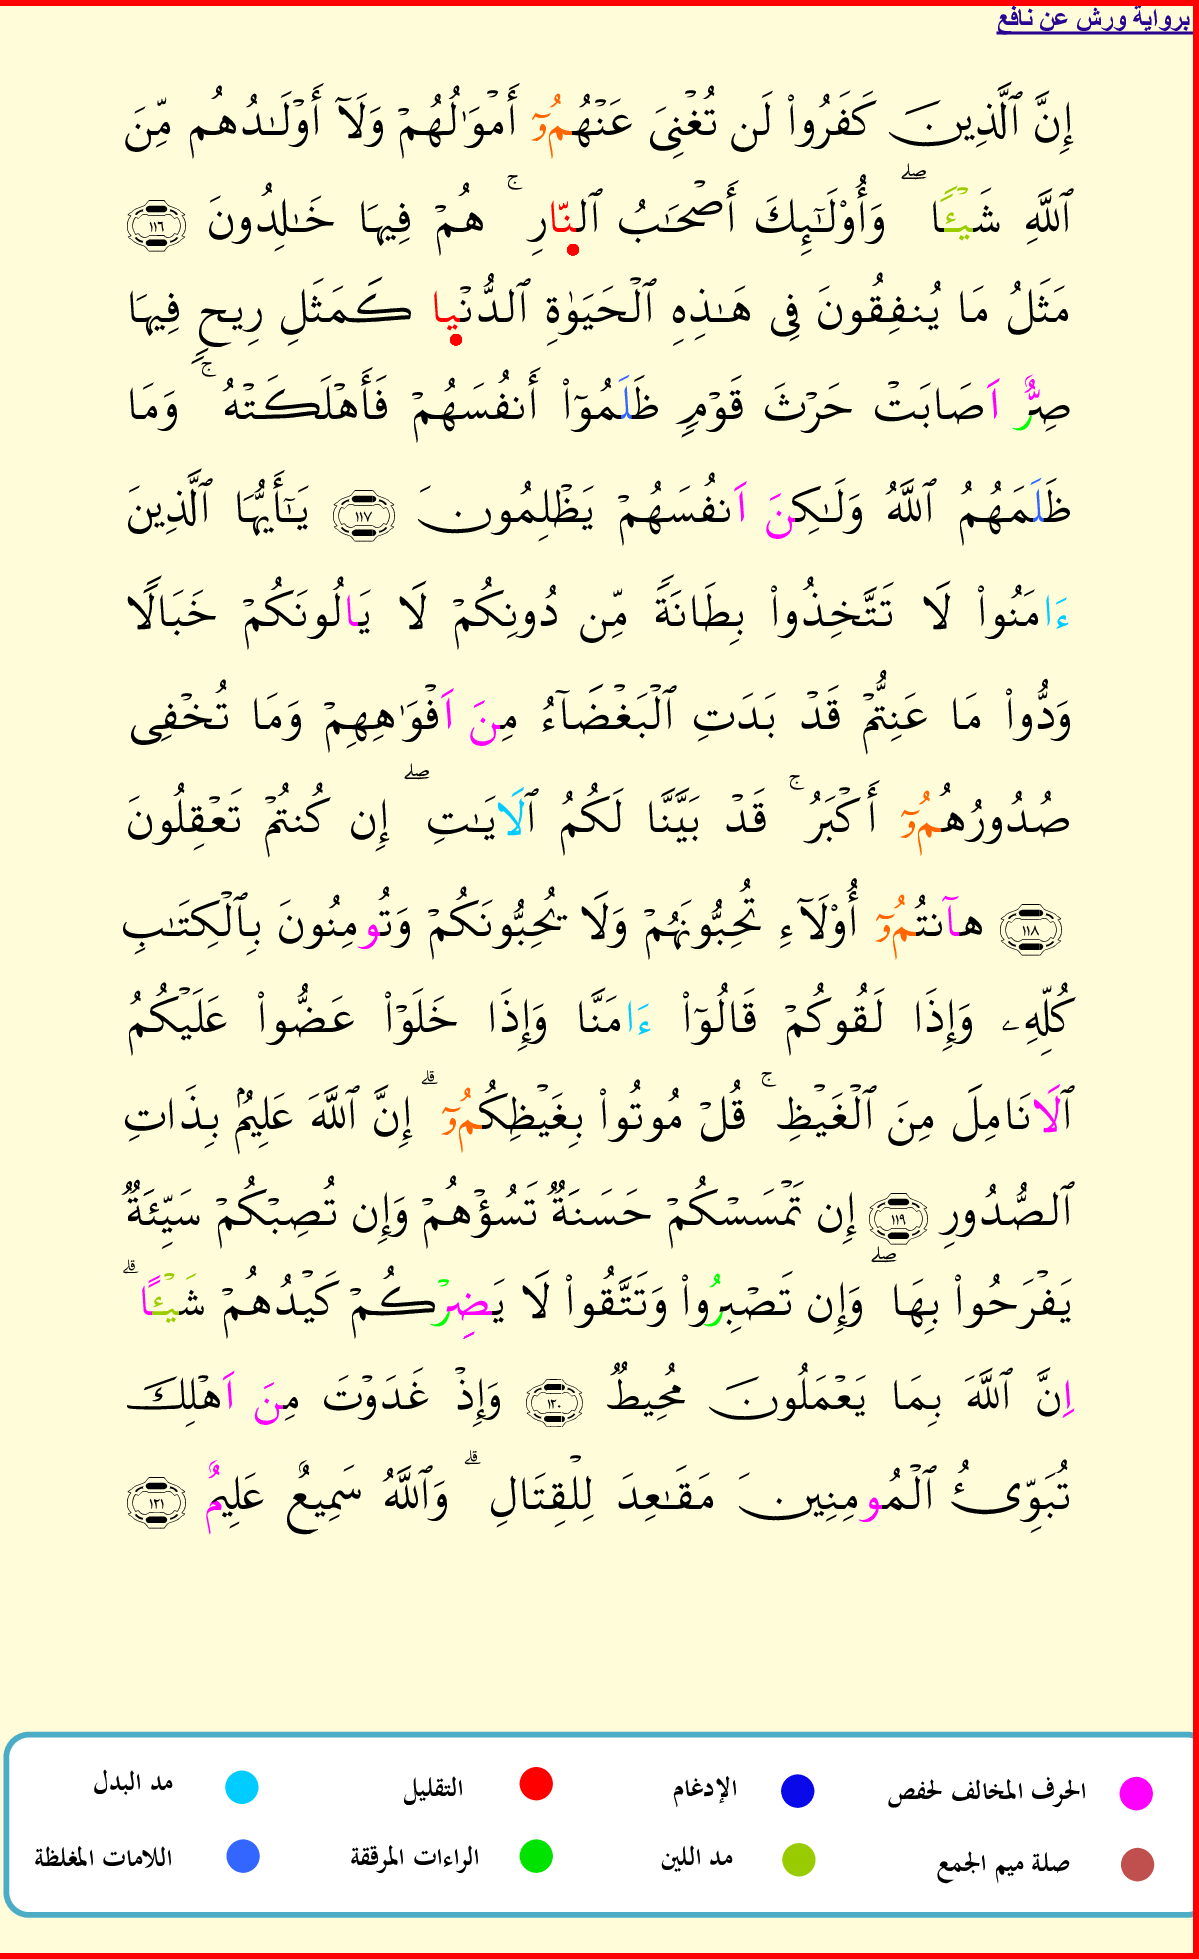 برواية ورش عن نافع
إِنَّ ٱلَّذِينَ كَفَرُوا۟ لَن تُغْنِىَ عَنْهُمُۥٓ أَمْوَٰلُهُمْ وَلَآ أَوْلَـٰدُهُم مِّنَ
ٱللَّهِ شَيْـًٔا ۖ وَأُو۟لَـٰٓئِكَ أَصْحَـٰبُ ٱلنّارِ ۚ هُمْ فِيهَا خَـٰلِدُونَ ١١٦
مَثَلُ مَا يُنفِقُونَ فِى هَـٰذِهِ ٱلْحَيَوٰةِ ٱلدُّنْيا كَمَثَلِ رِيحٍ فِيهَا
صِرٌّ اَصَابَتْ حَرْثَ قَوْمٍ ظَلَمُوٓا۟ أَنفُسَهُمْ فَأَهْلَكَتْهُ ۚ وَمَا
ظَلَمَهُمُ ٱللَّهُ وَلَـٰكِنَ اَنفُسَهُمْ يَظْلِمُونَ ١١٧ يَـٰٓأَيُّهَا ٱلَّذِينَ
ءَامَنُوا۟ لَا تَتَّخِذُوا۟ بِطَانَةً مِّن دُونِكُمْ لَا يَالُونَكُمْ خَبَالًا
وَدُّوا۟ مَا عَنِتُّمْ قَدْ بَدَتِ ٱلْبَغْضَآءُ مِنَ اَفْوَٰهِهِمْ وَمَا تُخْفِى
صُدُورُهُمُۥٓ أَكْبَرُ ۚ قَدْ بَيَّنَّا لَكُمُ ٱلَايَـٰتِ ۖ إِن كُنتُمْ تَعْقِلُونَ
١١٨ هآنتُمُۥٓ أُو۟لَآءِ تُحِبُّونَهُمْ وَلَا يُحِبُّونَكُمْ وَتُومِنُونَ بِٱلْكِتَـٰبِ
كُلِّهِۦ وَإِذَا لَقُوكُمْ قَالُوٓا۟ ءَامَنَّا وَإِذَا خَلَوْا۟ عَضُّوا۟ عَلَيْكُمُ
ٱلَانَامِلَ مِنَ ٱلْغَيْظِ ۚ قُلْ مُوتُوا۟ بِغَيْظِكُمُۥٓ ۗ إِنَّ ٱللَّهَ عَلِيمٌۢ بِذَاتِ
ٱلصُّدُورِ ١١٩ إِن تَمْسَسْكُمْ حَسَنَةٌ تَسُؤْهُمْ وَإِن تُصِبْكُمْ سَيِّئَةٌ
يَفْرَحُوا۟ بِهَا ۖ وَإِن تَصْبِرُوا۟ وَتَتَّقُوا۟ لَا يَضِرْكُمْ كَيْدُهُمْ شَيْـًٔا ۗ
اِنَّ ٱللَّهَ بِمَا يَعْمَلُونَ مُحِيطٌ ١٢٠ وَإِذْ غَدَوْتَ مِنَ اَهْلِكَ
تُبَوِّئُ ٱلْمُومِنِينَ مَقَـٰعِدَ لِلْقِتَالِ ۗ وَٱللَّهُ سَمِيعٌ عَلِيمٌ ١٢١
الحرف المخالف لحفص الإدغام التقليل مد البدل
صلة ميم الجمع مد اللين الراءات المرققة اللامات المغلظة